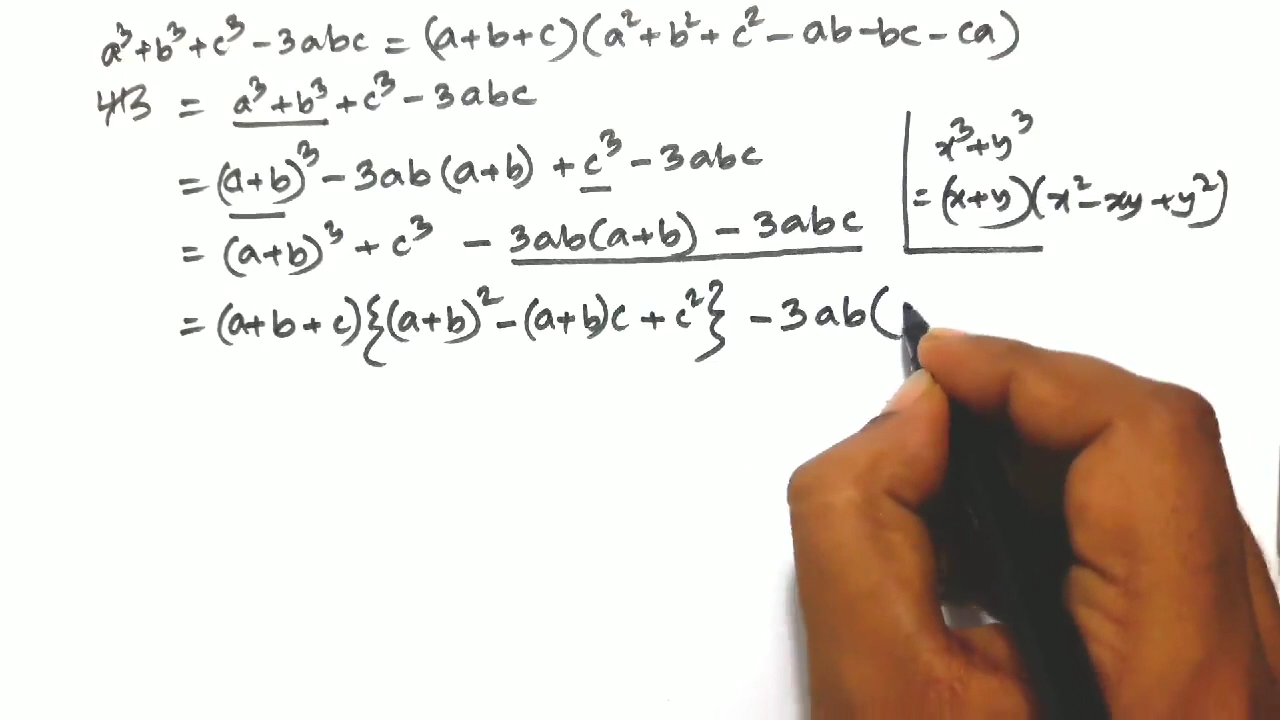 a³+b³+c³-3abc = (a+b+c)(a²+b²+c²-ab-bc-ca)
= a³+b³+c³-3abc
= (a+b)³-3ab(a+b)+c³-3abc
= (a+b)³+c³ -3ab(a+b)-3abc
= (a+b+c){(a+b)²-(a+b)c+c²} -3ab(
x³+y³
= (x+y)(x²-xy+y²)